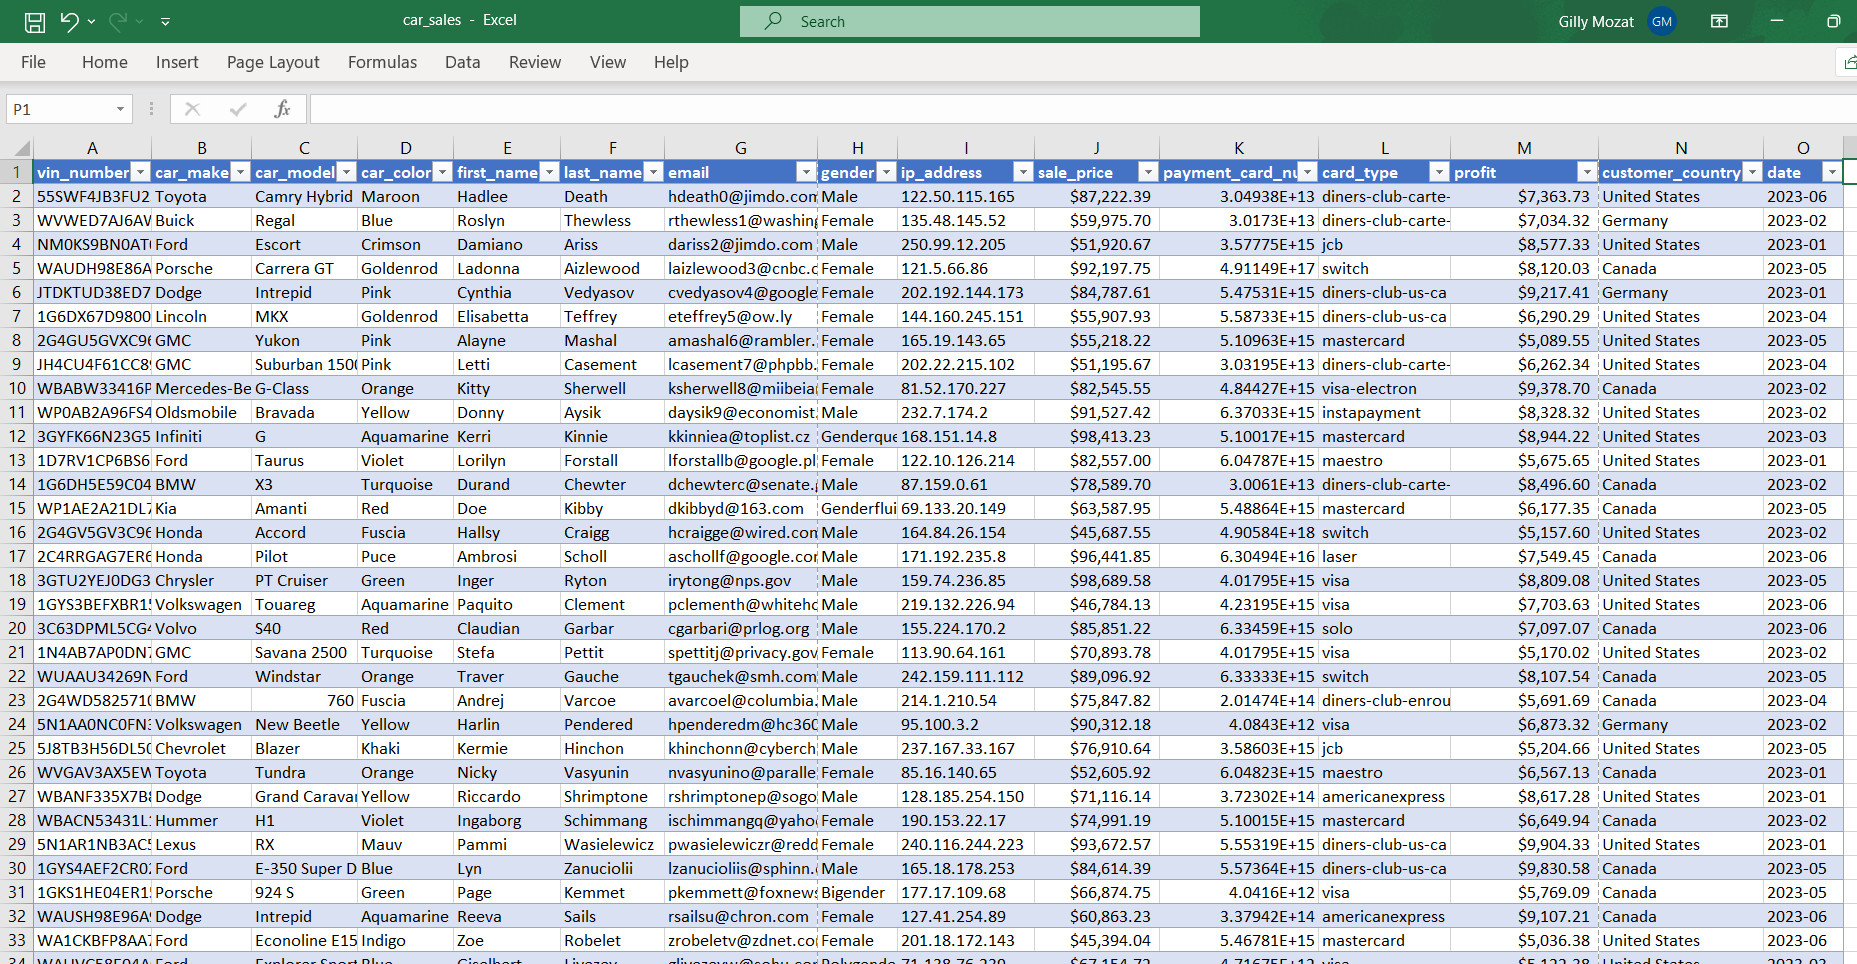 car_sales - Excel
Search
Gilly Mozat GM
File Home Insert Page Layout Formulas Data Review View Help
P1 fx
A B C D E F G H I J K L M N O
1 vin_number car_make car_model car_color first_name last_name email gender ip_address sale_price payment_card_nu card_type profit customer_country date
2 55SWF4JB3FU2 Toyota Camry Hybrid Maroon Hadlee Death hdeath0@jimdo.com Male 122.50.115.165 $87,222.39 3.04938E+13 diners-club-carte- $7,363.73 United States 2023-06
3 WVWED7AJ6AV Buick Regal Blue Roslyn Thewless rthewless1@washing Female 135.48.145.52 $59,975.70 3.0173E+13 diners-club-carte- $7,034.32 Germany 2023-02
4 NM0KS9BN0AT Ford Escort Crimson Damiano Ariss dariss2@jimdo.com Male 250.99.12.205 $51,920.67 3.57775E+15 jcb $8,577.33 United States 2023-01
5 WAUDH98E86A Porsche Carrera GT Goldenrod Ladonna Aizlewood laizlewood3@cnbc.c Female 121.5.66.86 $92,197.75 4.91149E+17 switch $8,120.03 Canada 2023-05
6 JTDKTUD38ED7 Dodge Intrepid Pink Cynthia Vedyasov cvedyasov4@google Female 202.192.144.173 $84,787.61 5.47531E+15 diners-club-us-ca $9,217.41 Germany 2023-01
7 1G6DX67D9800 Lincoln MKX Goldenrod Elisabetta Teffrey eteffrey5@ow.ly Female 144.160.245.151 $55,907.93 5.58733E+15 diners-club-us-ca $6,290.29 United States 2023-04
8 2G4GU5GVXC96 GMC Yukon Pink Alayne Mashal amashal6@rambler. Female 165.19.143.65 $55,218.22 5.10963E+15 mastercard $5,089.55 United States 2023-05
9 JH4CU4F61CC8 GMC Suburban 150 Pink Letti Casement lcasement7@phpbb. Female 202.22.215.102 $51,195.67 3.03195E+13 diners-club-carte- $6,262.34 United States 2023-04
10 WBABW33416P Mercedes-Be G-Class Orange Kitty Sherwell ksherwell8@miibeia Female 81.52.170.227 $82,545.55 4.84427E+15 visa-electron $9,378.70 Canada 2023-02
11 WP0AB2A96FS4 Oldsmobile Bravada Yellow Donny Aysik daysik9@economist. Male 232.7.174.2 $91,527.42 6.37033E+15 instapayment $8,328.32 United States 2023-02
12 3GYFK66N23G5 Infiniti G Aquamarine Kerri Kinnie kkinniea@toplist.cz Genderque 168.151.14.8 $98,413.23 5.10017E+15 mastercard $8,944.22 United States 2023-03
13 1D7RV1CP6BS6 Ford Taurus Violet Lorilyn Forstall lforstallb@google.pl Female 122.10.126.214 $82,557.00 6.04787E+15 maestro $5,675.65 United States 2023-01
14 1G6DH5E59C04 BMW X3 Turquoise Durand Chewter dchewterc@senate. Male 87.159.0.61 $78,589.70 3.0061E+13 diners-club-carte- $8,496.60 Canada 2023-02
15 WP1AE2A21DL7 Kia Amanti Red Doe Kibby dkibbyd@163.com Genderflui 69.133.20.149 $63,587.95 5.48864E+15 mastercard $6,177.35 Canada 2023-05
16 2G4GV5GV3C96 Honda Accord Fuscia Hallsy Craigg hcraigge@wired.com Male 164.84.26.154 $45,687.55 4.90584E+18 switch $5,157.60 United States 2023-02
17 2C4RRGAG7ER6 Honda Pilot Puce Ambrosi Scholl aschollf@google.com Male 171.192.235.8 $96,441.85 6.30494E+16 laser $7,549.45 Canada 2023-06
18 3GTU2YEJ0DG3 Chrysler PT Cruiser Green Inger Ryton irytong@nps.gov Male 159.74.236.85 $98,689.58 4.01795E+15 visa $8,809.08 United States 2023-05
19 1GYS3BEFXBR1 Volkswagen Touareg Aquamarine Paquito Clement pclementh@whiteho Male 219.132.226.94 $46,784.13 4.23195E+15 visa $7,703.63 United States 2023-06
20 3C63DPML5CG4 Volvo S40 Red Claudian Garbar cgarbari@prlog.org Male 155.224.170.2 $85,851.22 6.33459E+15 solo $7,097.07 Canada 2023-06
21 1N4AB7AP0DN7 GMC Savana 2500 Turquoise Stefa Pettit spettitj@privacy.gov Female 113.90.64.161 $70,893.78 4.01795E+15 visa $5,170.02 United States 2023-02
22 WUAAU34269N Ford Windstar Orange Traver Gauche tgauchek@smh.com Male 242.159.111.112 $89,096.92 6.33333E+15 switch $8,107.54 Canada 2023-05
23 2G4WD5825710 BMW 760 Fuscia Andrej Varcoe avarcoel@columbia. Male 214.1.210.54 $75,847.82 2.01474E+14 diners-club-enrou $5,691.69 Canada 2023-04
24 5N1AA0NC0FN3 Volkswagen New Beetle Yellow Harlin Pendered hpenderedm@hc360 Male 95.100.3.2 $90,312.18 4.0843E+12 visa $6,873.32 Germany 2023-02
25 5J8TB3H56DL50 Chevrolet Blazer Khaki Kermie Hinchon khinchonn@cyberch Male 237.167.33.167 $76,910.64 3.58603E+15 jcb $5,204.66 United States 2023-05
26 WVGAV3AX5EW Toyota Tundra Orange Nicky Vasyunin nvasyunino@paralle Female 85.16.140.65 $52,605.92 6.04823E+15 maestro $6,567.13 Canada 2023-01
27 WBANF335X7B Dodge Grand Caravan Yellow Riccardo Shrimptone rshrimptonep@sogo Male 128.185.254.150 $71,116.14 3.72302E+14 americanexpress $8,617.28 United States 2023-01
28 WBACN53431L Hummer H1 Violet Ingaborg Schimmang ischimmangq@yaho Female 190.153.22.17 $74,991.19 5.10015E+15 mastercard $6,649.94 Canada 2023-02
29 5N1AR1NB3AC5 Lexus RX Mauv Pammi Wasielewicz pwasielewiczr@redd Female 240.116.244.223 $93,672.57 5.55319E+15 diners-club-us-ca $9,904.33 United States 2023-01
30 1GYS4AEF2CR0 Ford E-350 Super D Blue Lyn Zanuciolii lzanucioliis@sphinn. Male 165.18.178.253 $84,614.39 5.57364E+15 diners-club-us-ca $9,830.58 Canada 2023-05
31 1GKS1HE04ER1 Porsche 924 S Green Page Kemmet pkemmett@foxnews Bigender 177.17.109.68 $66,874.75 4.0416E+12 visa $5,769.09 Canada 2023-05
32 WAUSH98E96A Dodge Intrepid Aquamarine Reeva Sails rsailsu@chron.com Female 127.41.254.89 $60,863.23 3.37942E+14 americanexpress $9,107.21 Canada 2023-06
33 WA1CKBFP8AA7 Ford Econoline E15 Indigo Zoe Robelet zrobeletv@zdnet.co Female 201.18.172.143 $45,394.04 5.46781E+15 mastercard $5,036.38 United States 2023-06